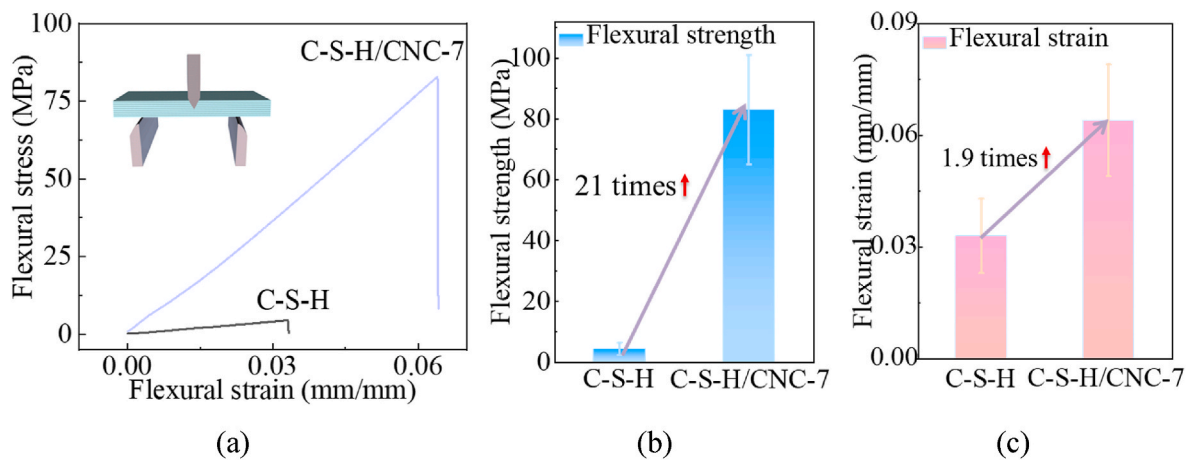 100
75
50
25
0
Flexural stress (MPa)
C-S-H/CNC-7
C-S-H
0.00 0.03 0.06
Flexural strain (mm/mm)
(a)
100
80
60
40
20
0
Flexural strength (MPa)
Flexural strength
21 times
C-S-H C-S-H/CNC-7
(b)
0.09
0.06
0.03
0.00
Flexural strain (mm/mm)
Flexural strain
1.9 times
C-S-H C-S-H/CNC-7
(c)